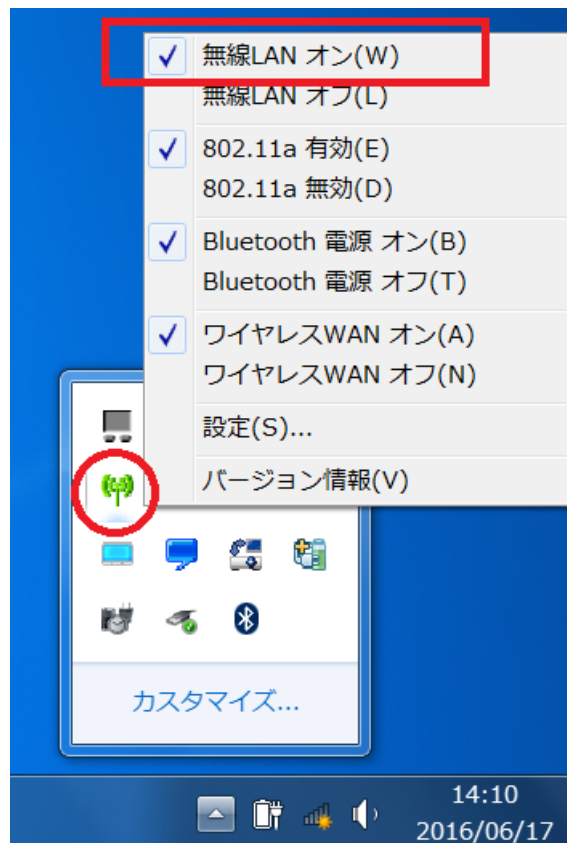 無線LAN オン(W)
無線LAN オフ(L)
802.11a 有効(E)
802.11a 無効(D)
Bluetooth 電源 オン(B)
Bluetooth 電源 オフ(T)
ワイヤレスWAN オン(A)
ワイヤレスWAN オフ(N)
設定(S)...
バージョン情報(V)
カスタマイズ...
14:10
2016/06/17